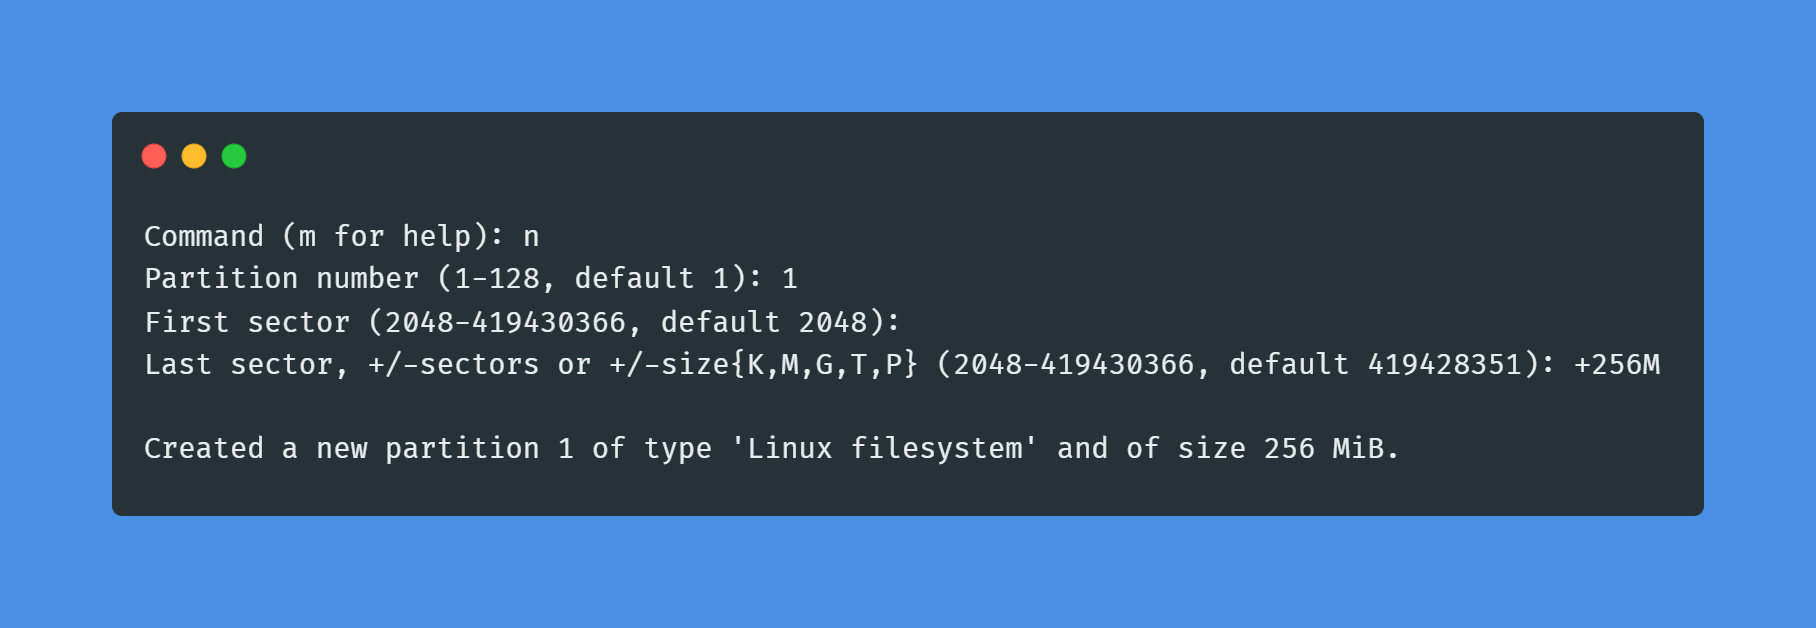 Command (m for help): n
Partition number (1-128, default 1): 1
First sector (2048-419430366, default 2048):
Last sector, +/-sectors or +/-size{K,M,G,T,P} (2048-419430366, default 419428351): +256M
Created a new partition 1 of type 'Linux filesystem' and of size 256 MiB.